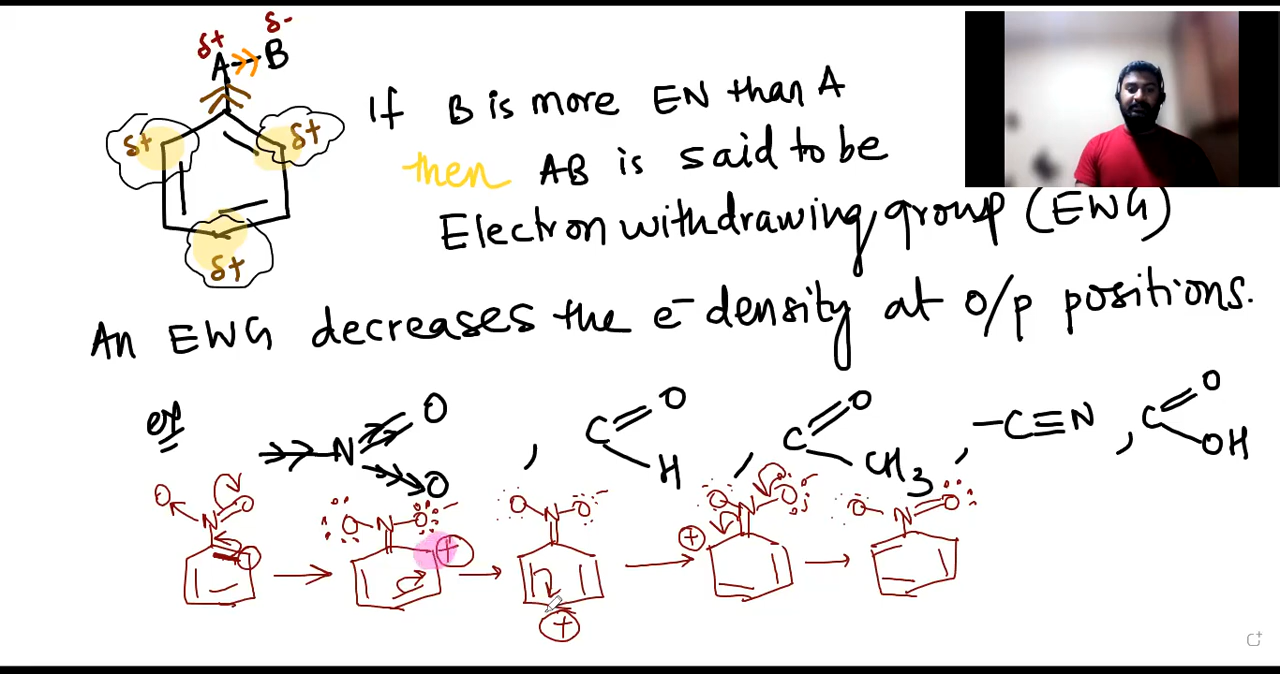 δ-
δ+
A B
δ+ δ+
δ+
If B is more EN than A
then AB is said to be
Electron withdrawing group (EWG)
An EWG decreases the e- density at o/p positions.
ex
N O O , C O H , C O CH3 , -C≡N , C O OH
O N O O N O O N O O N O O N O
+ + + +